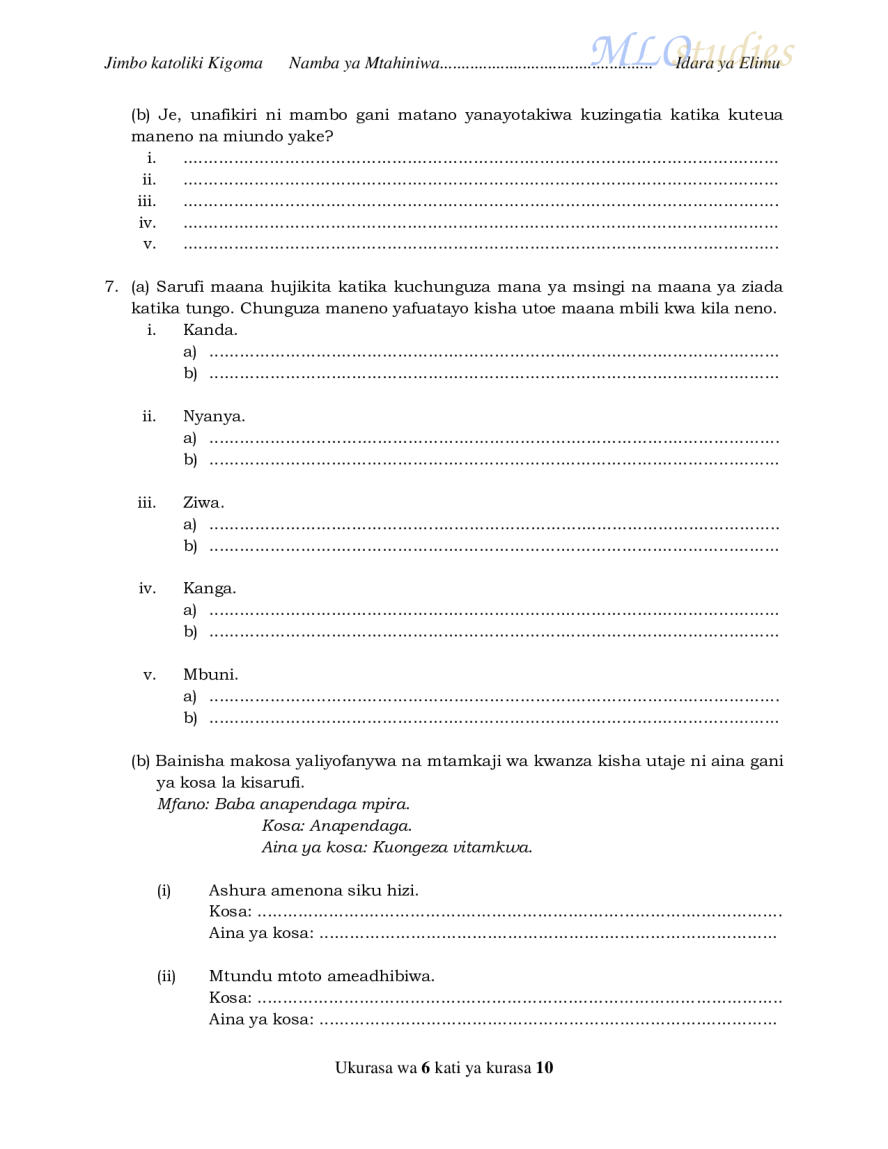 MLOstudies
Jimbo katoliki Kigoma Namba ya Mtahiniwa................................................. Idara ya Elimu
(b) Je, unafikiri ni mambo gani matano yanayotakiwa kuzingatia katika kuteua
maneno na miundo yake?
i. ....................................................................................................................
ii. ....................................................................................................................
iii. ....................................................................................................................
iv. ....................................................................................................................
v. ....................................................................................................................
7. (a) Sarufi maana hujikita katika kuchunguza mana ya msingi na maana ya ziada
katika tungo. Chunguza maneno yafuatayo kisha utoe maana mbili kwa kila neno.
i. Kanda.
a) ...............................................................................................................
b) ...............................................................................................................
ii. Nyanya.
a) ...............................................................................................................
b) ...............................................................................................................
iii. Ziwa.
a) ...............................................................................................................
b) ...............................................................................................................
iv. Kanga.
a) ...............................................................................................................
b) ...............................................................................................................
v. Mbuni.
a) ...............................................................................................................
b) ...............................................................................................................
(b) Bainisha makosa yaliyofanywa na mtamkaji wa kwanza kisha utaje ni aina gani
ya kosa la kisarufi.
Mfano: Baba anapendaga mpira.
Kosa: Anapendaga.
Aina ya kosa: Kuongeza vitamkwa.
(i) Ashura amenona siku hizi.
Kosa: ......................................................................................................
Aina ya kosa: .........................................................................................
(ii) Mtundu mtoto ameadhibiwa.
Kosa: ......................................................................................................
Aina ya kosa: .........................................................................................
Ukurasa wa 6 kati ya kurasa 10